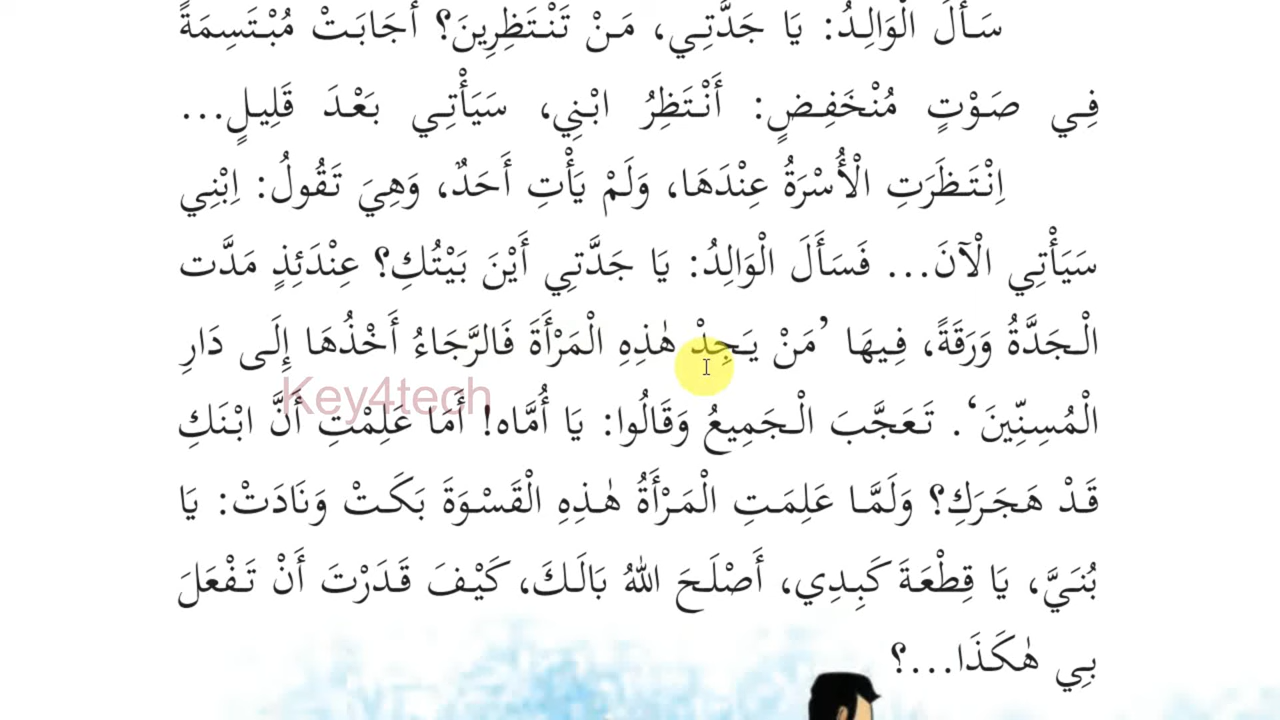 سَأَلَ الْوَالِدُ: يَا جَدَّتِي، مَنْ تَنْتَظِرِينَ؟ أَجَابَتْ مُبْتَسِمَةً
فِي صَوْتٍ مُنْخَفِضٍ: أَنْتَظِرُ ابْنِي، سَيَأْتِي بَعْدَ قَلِيلٍ...
اِنْتَظَرَتِ الْأُسْرَةُ عِنْدَهَا، وَلَمْ يَأْتِ أَحَدٌ، وَهِيَ تَقُولُ: اِبْنِي
سَيَأْتِي الْآنَ... فَسَأَلَ الْوَالِدُ: يَا جَدَّتِي أَيْنَ بَيْتُكِ؟ عِنْدَئِذٍ مَدَّت
الْجَدَّةُ وَرَقَةً، فِيهَا ’مَنْ يَجِدْ هٰذِهِ الْمَرْأَةَ فَالرَّجَاءُ أَخْذُهَا إِلَى دَارِ
Key4tech
الْمُسِنِّينَ‘. تَعَجَّبَ الْجَمِيعُ وَقَالُوا: يَا أُمَّاه! أَمَا عَلِمْتِ أَنَّ ابْنَكِ
قَدْ هَجَرَكِ؟ وَلَمَّا عَلِمَتِ الْمَرْأَةُ هٰذِهِ الْقَسْوَةَ بَكَتْ وَنَادَتْ: يَا
بُنَيَّ، يَا قِطْعَةَ كَبِدِي، أَصْلَحَ اللهُ بَالَكَ، كَيْفَ قَدَرْتَ أَنْ تَفْعَلَ
بِي هٰكَذَا...؟